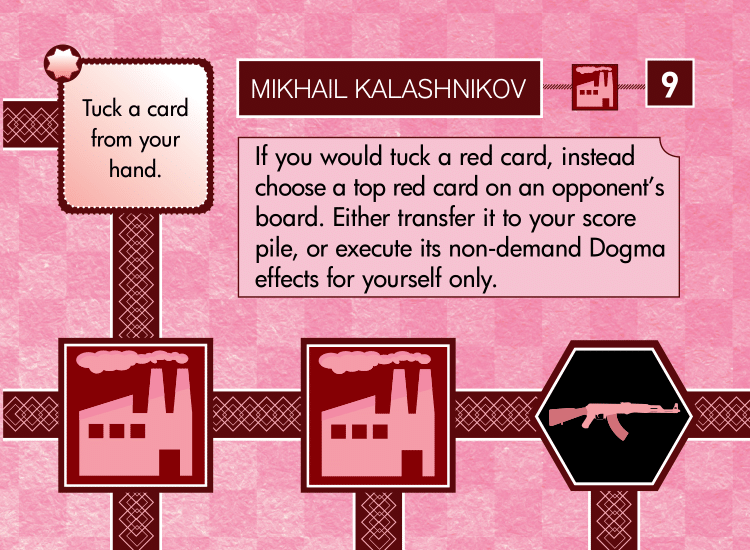 Tuck a card
from your
hand.
MIKHAIL KALASHNIKOV
9
If you would tuck a red card, instead
choose a top red card on an opponent's
board. Either transfer it to your score
pile, or execute its non-demand Dogma
effects for yourself only.